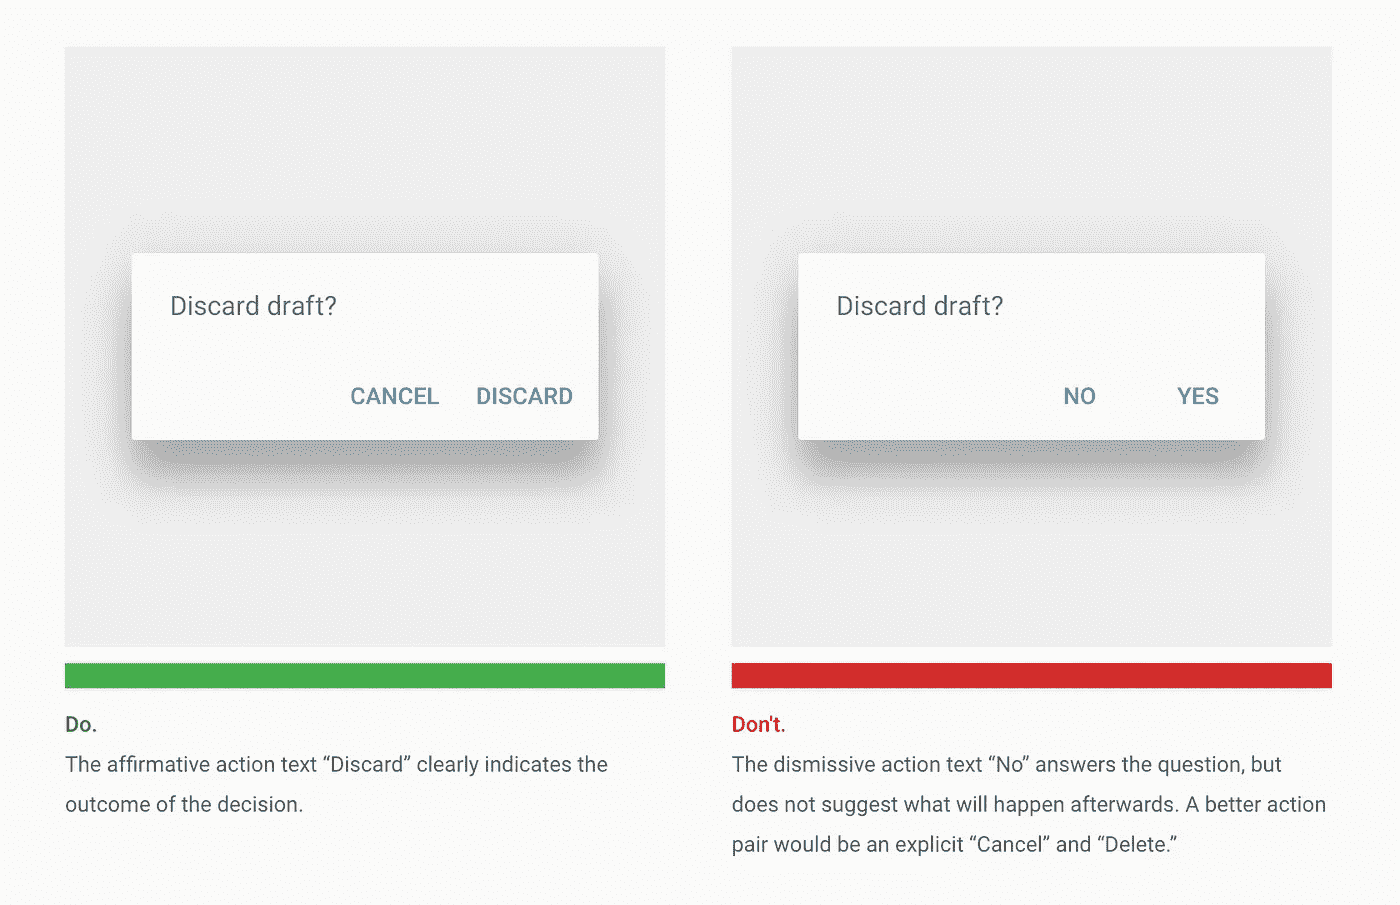 Discard draft?
CANCEL DISCARD
Do.
The affirmative action text “Discard” clearly indicates the
outcome of the decision.
Discard draft?
NO YES
Don't.
The dismissive action text “No” answers the question, but
does not suggest what will happen afterwards. A better action
pair would be an explicit “Cancel” and “Delete.”